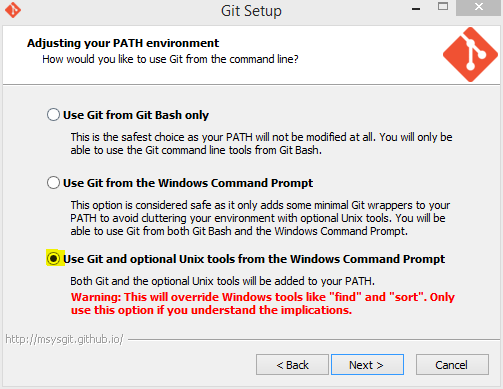 Git Setup
Adjusting your PATH environment
How would you like to use Git from the command line?
Use Git from Git Bash only
This is the safest choice as your PATH will not be modified at all. You will only be
able to use the Git command line tools from Git Bash.
Use Git from the Windows Command Prompt
This option is considered safe as it only adds some minimal Git wrappers to your
PATH to avoid cluttering your environment with optional Unix tools. You will be
able to use Git from both Git Bash and the Windows Command Prompt.
Use Git and optional Unix tools from the Windows Command Prompt
Both Git and the optional Unix tools will be added to your PATH.
Warning: This will override Windows tools like "find" and "sort". Only
use this option if you understand the implications.
http://msysgit.github.io/
< Back
Next >
Cancel